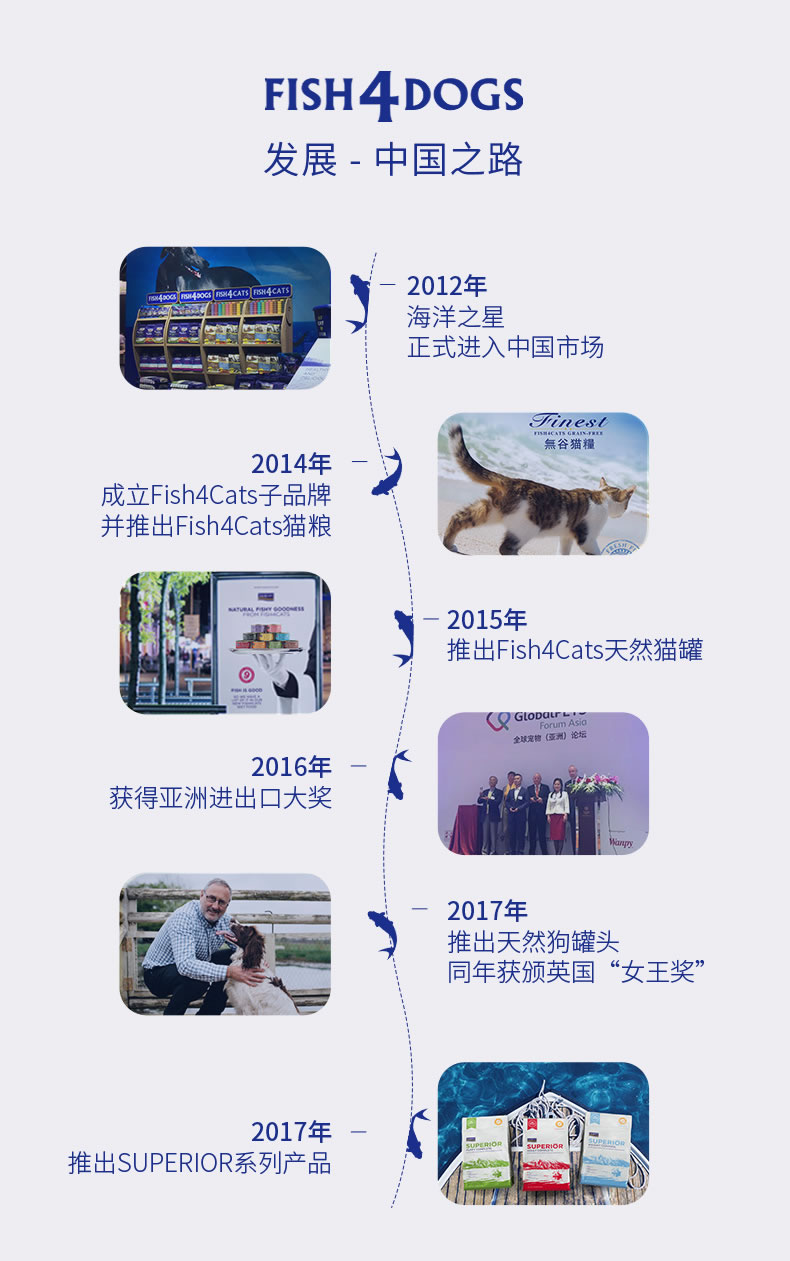 FISH4DOGS
发展 - 中国之路
FISH4DOGS FISH4DOGS FISH4CATS FISH4CATS
2012年
海洋之星
正式进入中国市场
Finest
FISH4CATS GRAIN-FREE
無谷猫糧
2014年
成立Fish4Cats子品牌
并推出Fish4Cats猫粮
NATURAL FISHY GOODNESS
FROM FISH4CATS
FISH IS GOOD
2015年
推出Fish4Cats天然猫罐
GlobalPETS
Forum Asia
全球宠物（亚洲）论坛
Wanpy
2016年
获得亚洲进出口大奖
2017年
推出天然狗罐头
同年获颁英国“女王奖”
2017年
推出SUPERIOR系列产品
SUPERIOR
SUPERIOR
SUPERIOR